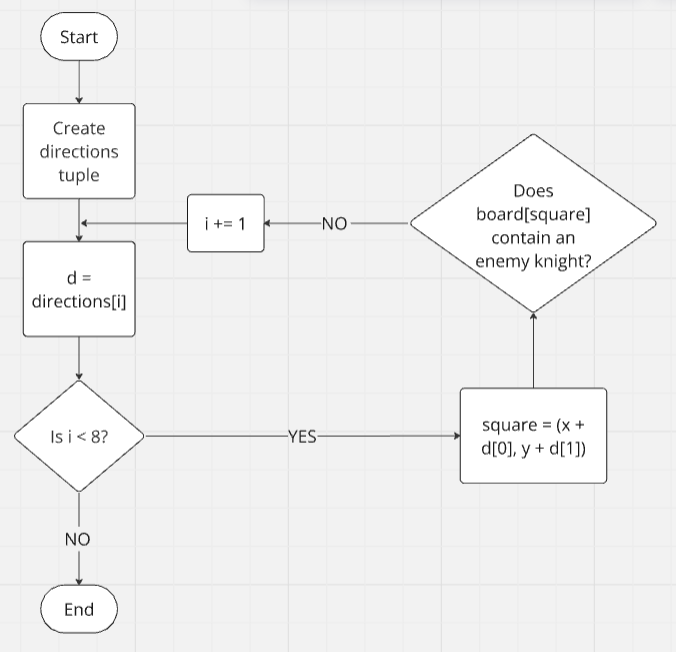 Start
Create
directions
tuple
d =
directions[i]
Is i < 8?
NO
End
YES
square = (x +
d[0], y + d[1])
Does
board[square]
contain an
enemy knight?
NO
i += 1